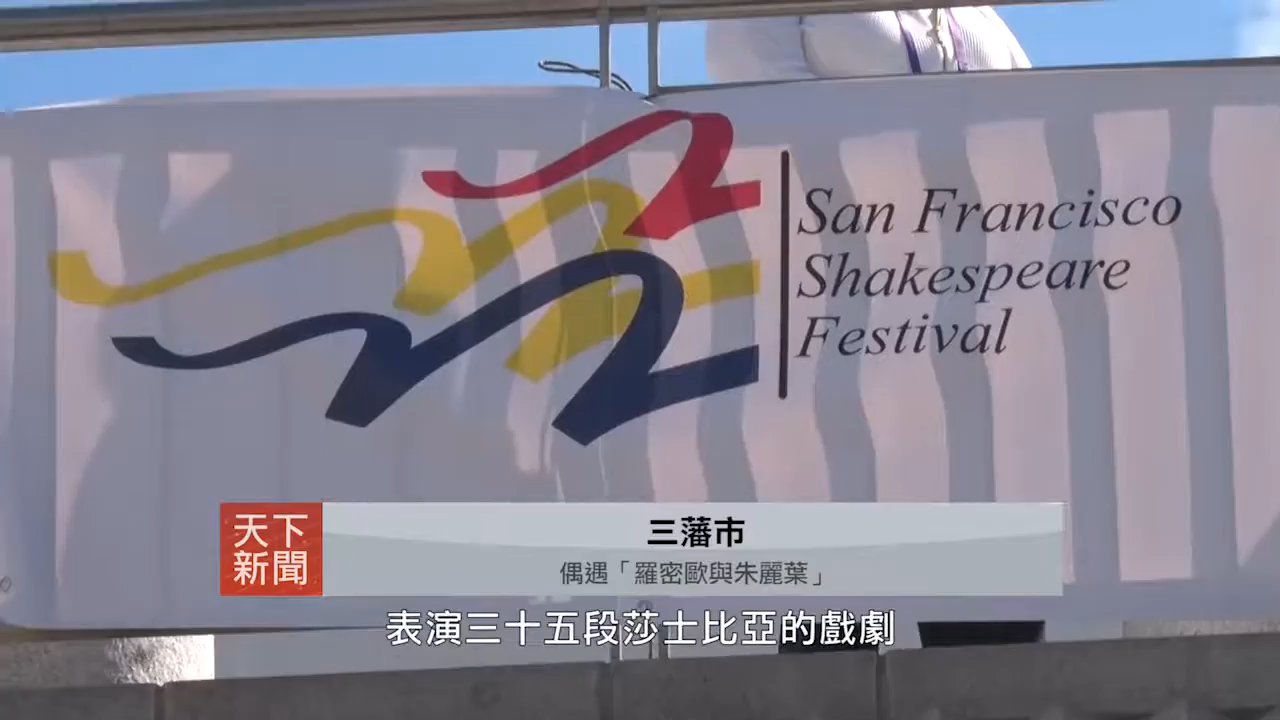 San Francisco
Shakespeare
Festival
天下
新聞
三藩市
偶遇「羅密歐與朱麗葉」
表演三十五段莎士比亞的戲劇